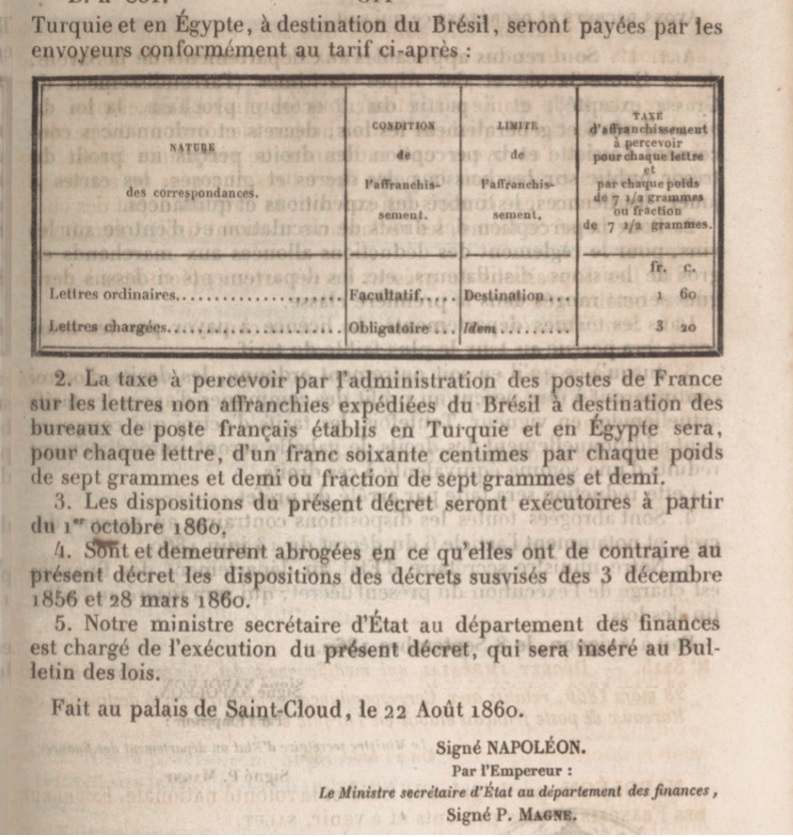 Turquie et en Égypte, à destination du Brésil, seront payées par les
envoyeurs conformément au tarif ci-après :
NATURE
des correspondances.
CONDITION
de
l'affranchis-
sement.
LIMITE
de
l'affranchis-
sement.
TAXE
d'affranchissement
à percevoir
pour chaque lettre
et
par chaque poids
de 7 1/2 grammes
ou fraction
de 7 1/2 grammes.
fr. c.
Lettres ordinaires.................... Facultatif..... Destination ... 1 60
Lettres chargées..................... Obligatoire ... Idem ......... 3 20
2. La taxe à percevoir par l'administration des postes de France
sur les lettres non affranchies expédiées du Brésil à destination des
bureaux de poste français établis en Turquie et en Égypte sera,
pour chaque lettre, d'un franc soixante centimes par chaque poids
de sept grammes et demi ou fraction de sept grammes et demi.
3. Les dispositions du présent décret seront exécutoires à partir
du 1er octobre 1860.
4. Sont et demeurent abrogées en ce qu'elles ont de contraire au
présent décret les dispositions des décrets susvisés des 3 décembre
1856 et 28 mars 1860.
5. Notre ministre secrétaire d'État au département des finances
est chargé de l'exécution du présent décret, qui sera inséré au Bul-
letin des lois.
Fait au palais de Saint-Cloud, le 22 Août 1860.
Signé NAPOLÉON.
Par l'Empereur :
Le Ministre secrétaire d'État au département des finances,
Signé P. MAGNE.